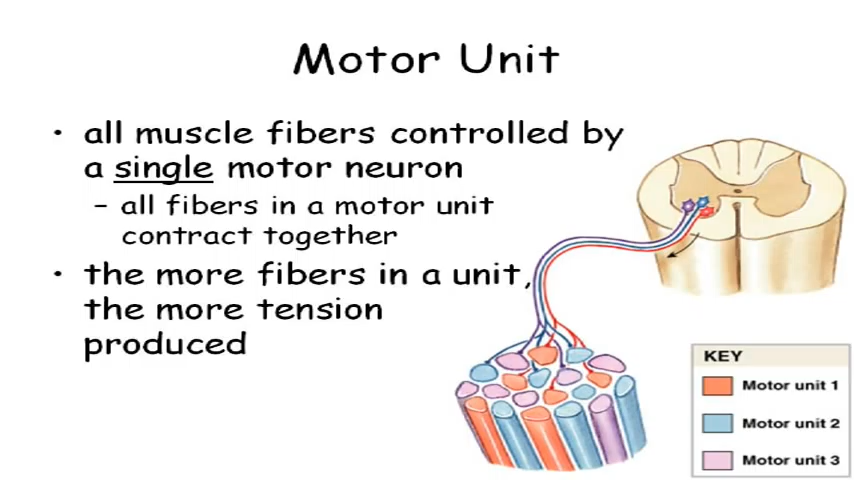 Motor Unit
• all muscle fibers controlled by
a single motor neuron
– all fibers in a motor unit
contract together
• the more fibers in a unit,
the more tension
produced
KEY
Motor unit 1
Motor unit 2
Motor unit 3